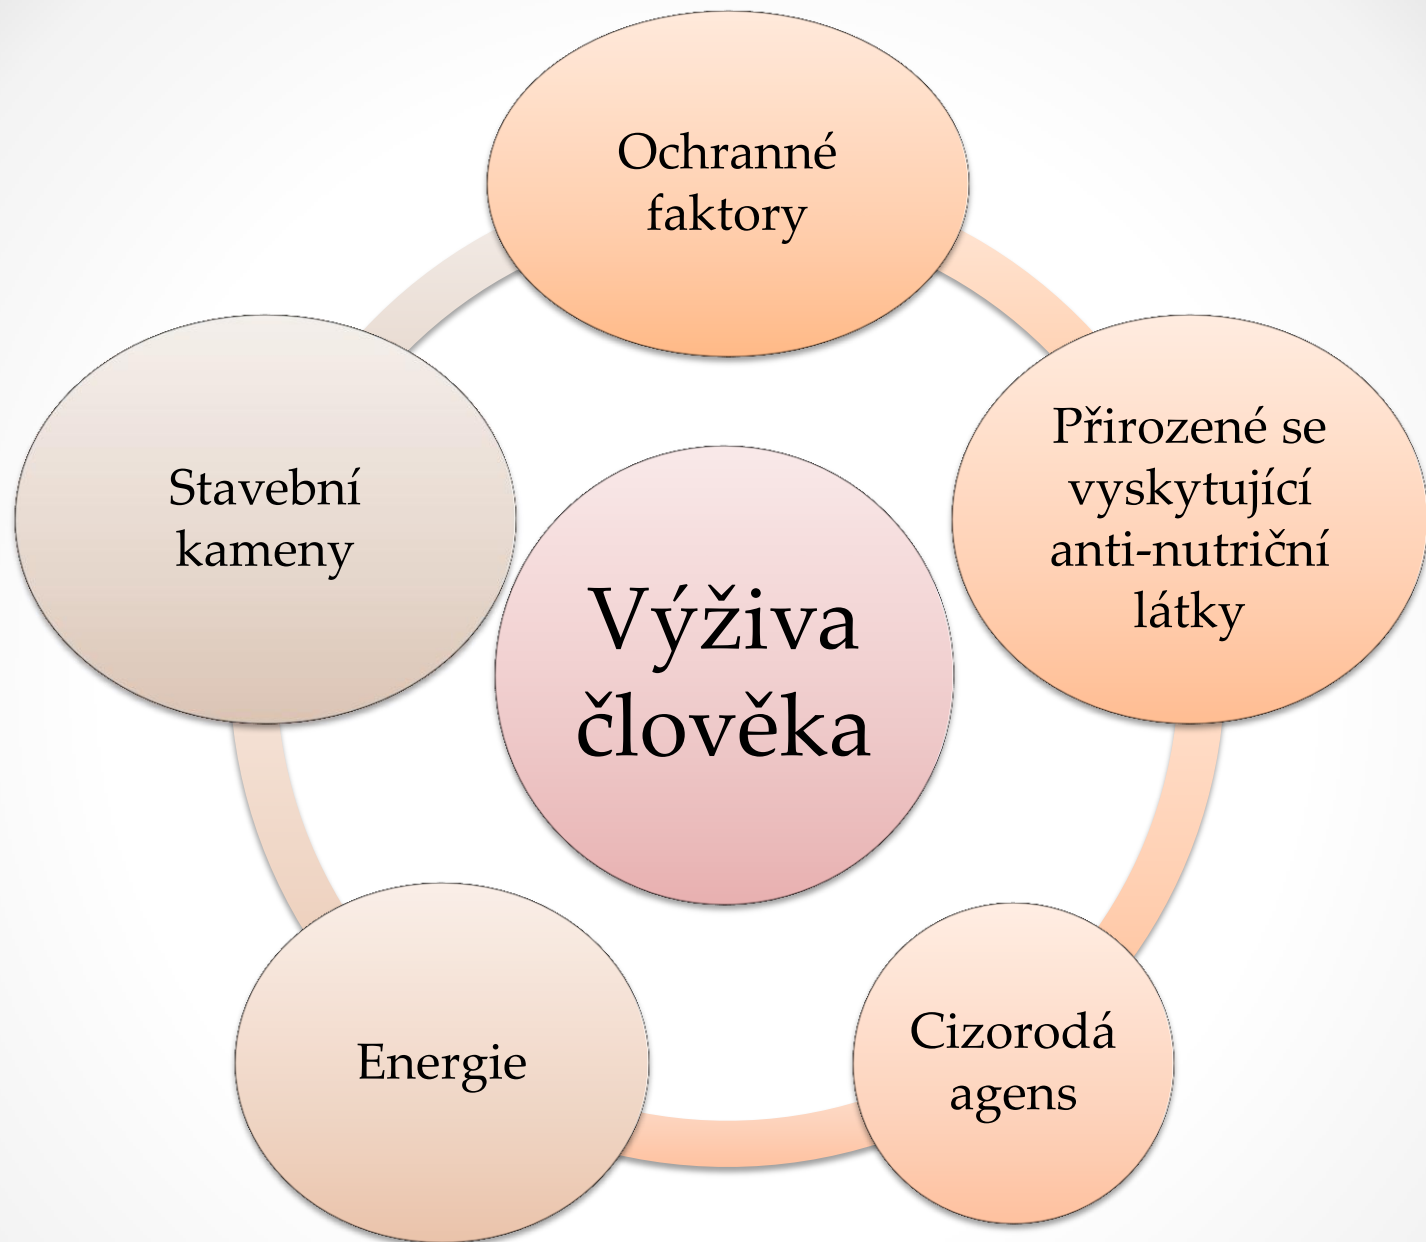 Ochranné
faktory
Přirozené se
vyskytující
anti-nutriční
látky
Stavební
kameny
Výživa
člověka
Cizorodá
agens
Energie